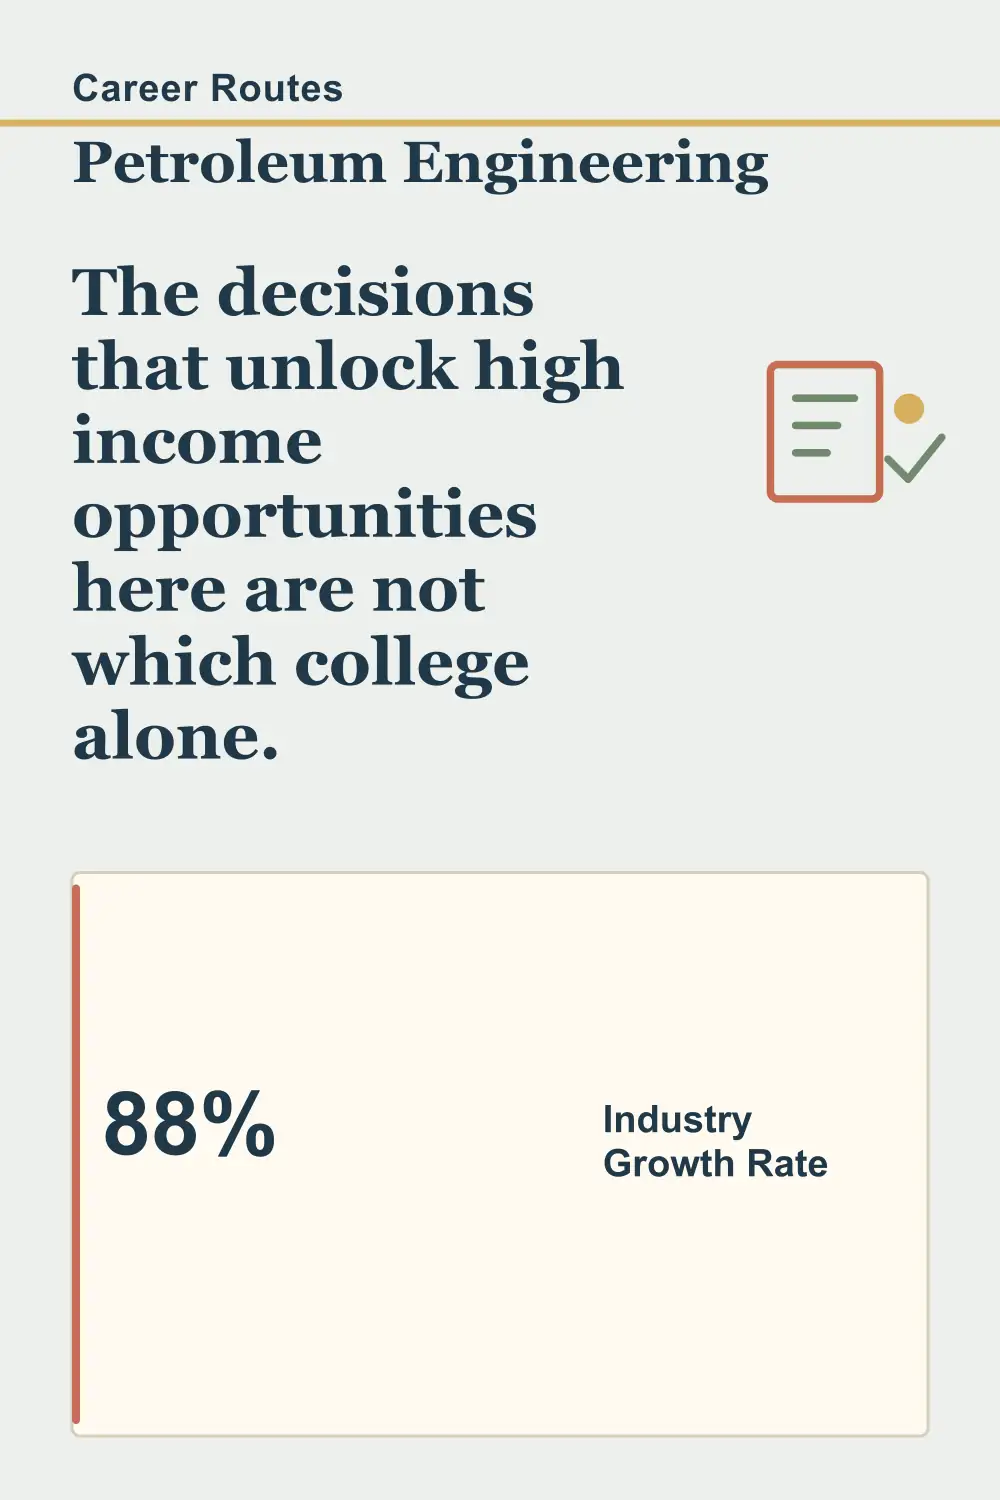 Career Routes
Petroleum Engineering
The decisions
that unlock high
income
opportunities
here are not
which college
alone.
88%
Industry
Growth Rate